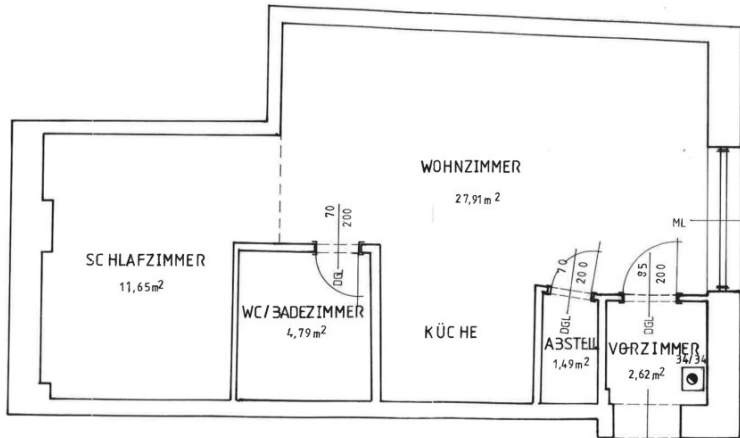 WOHNZIMMER
27,91m²
ML
70
200
SCHLAFZIMMER
11,65m²
DGL
WC/BADEZIMMER
4,79m²
KÜCHE
70
200
DGL
ABSTELL
1,49m²
85
200
DGL
VORZIMMER
34/34
2,62m²